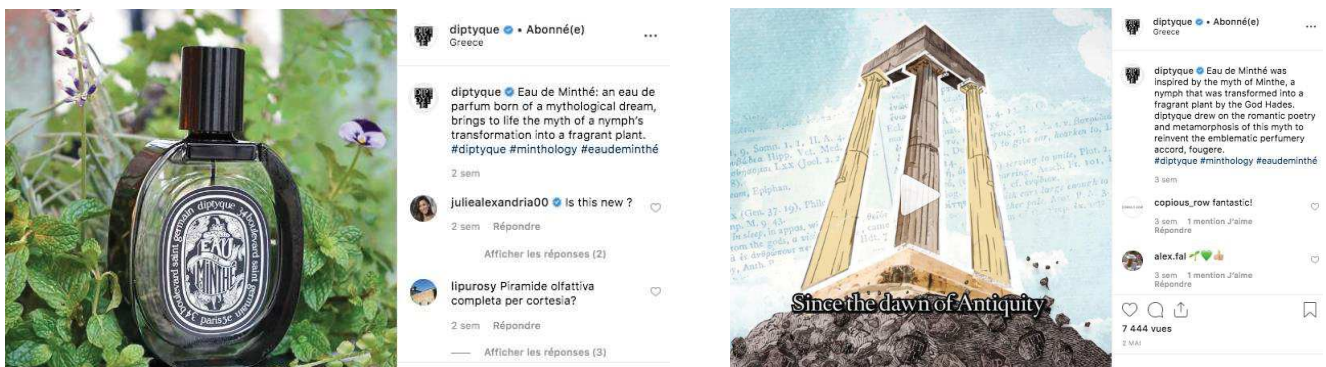 34 boulevard saint germain diptyque 34 boulevard saint germain paris5e
EAU
MINTHÉ
diptyque • Abonné(e)
Greece
diptyque Eau de Minthé: an eau de
parfum born of a mythological dream,
brings to life the myth of a nymph's
transformation into a fragrant plant.
#diptyque #minthology #eaudeminthé
2 sem
juliealexandria00 Is this new ?
2 sem Répondre
Afficher les réponses (2)
lipurosy Piramide olfattiva
completa per cortesia?
2 sem Répondre
Afficher les réponses (3)
Since the dawn of Antiquity
diptyque • Abonné(e)
Greece
diptyque Eau de Minthé was
inspired by the myth of Minthe, a
nymph that was transformed into a
fragrant plant by the God Hades.
diptyque drew on the romantic poetry
and metamorphosis of this myth to
reinvent the emblematic perfumery
accord, fougere.
#diptyque #minthology #eaudeminthé
3 sem
copious_row fantastic!
3 sem 1 mention J'aime
Répondre
alex.fal 🌱💚👍
3 sem 1 mention J'aime
Répondre
7 444 vues
2 MAI